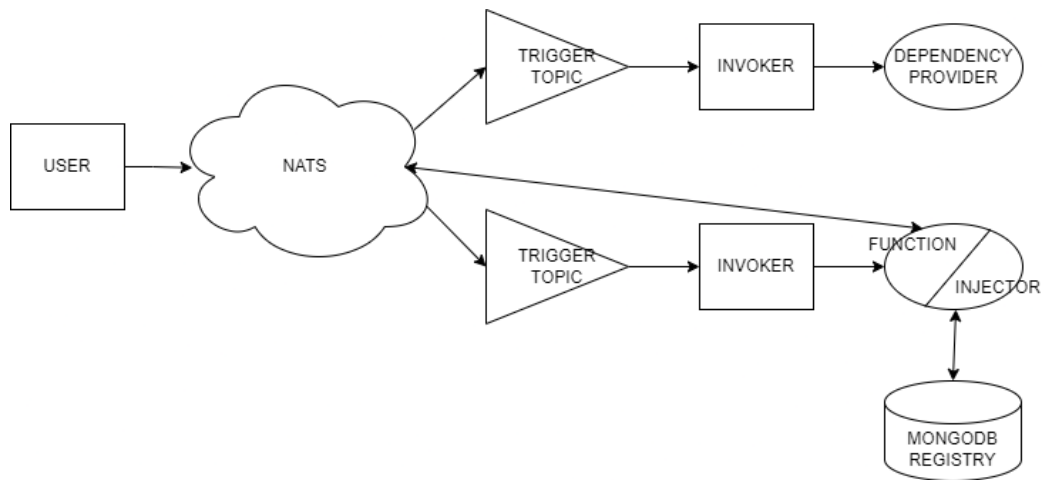 TRIGGER
TOPIC
INVOKER
DEPENDENCY
PROVIDER
USER
NATS
TRIGGER
TOPIC
INVOKER
FUNCTION
INJECTOR
MONGODB
REGISTRY